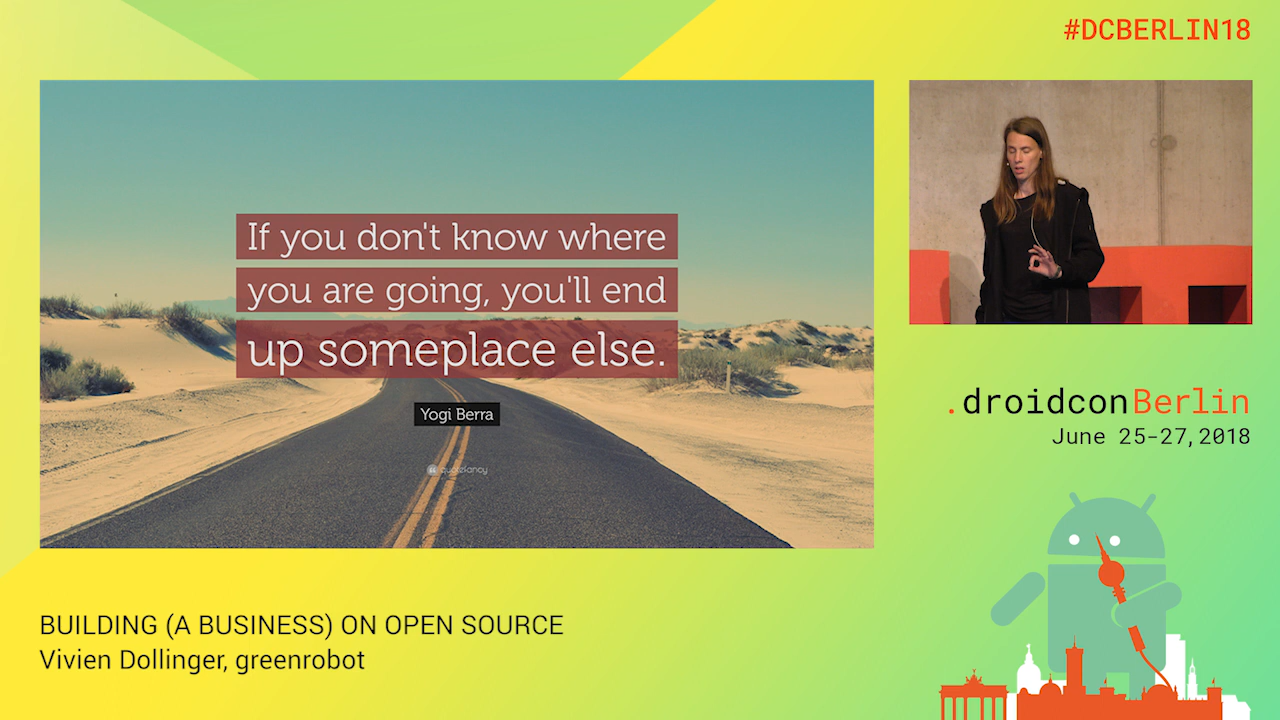 #DCBERLIN18
If you don't know where
you are going, you'll end
up someplace else.
Yogi Berra
quotefancy
.droidconBerlin
June 25-27, 2018
BUILDING (A BUSINESS) ON OPEN SOURCE
Vivien Dollinger, greenrobot